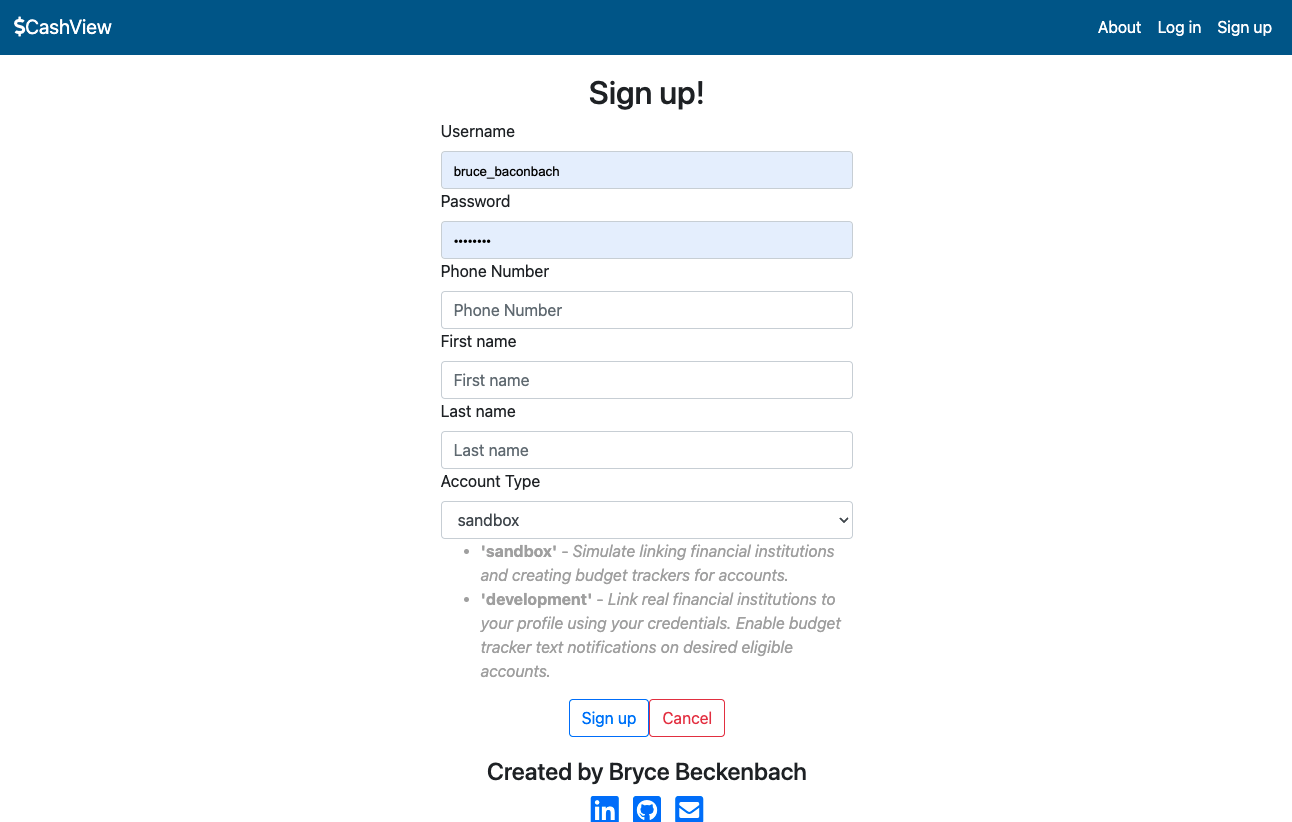 $CashView
About Log in Sign up
Sign up!
Username
bruce_baconbach
Password
••••••••
Phone Number
Phone Number
First name
First name
Last name
Last name
Account Type
sandbox
• 'sandbox' - Simulate linking financial institutions
and creating budget trackers for accounts.
• 'development' - Link real financial institutions to
your profile using your credentials. Enable budget
tracker text notifications on desired eligible
accounts.
Sign up Cancel
Created by Bryce Beckenbach
in